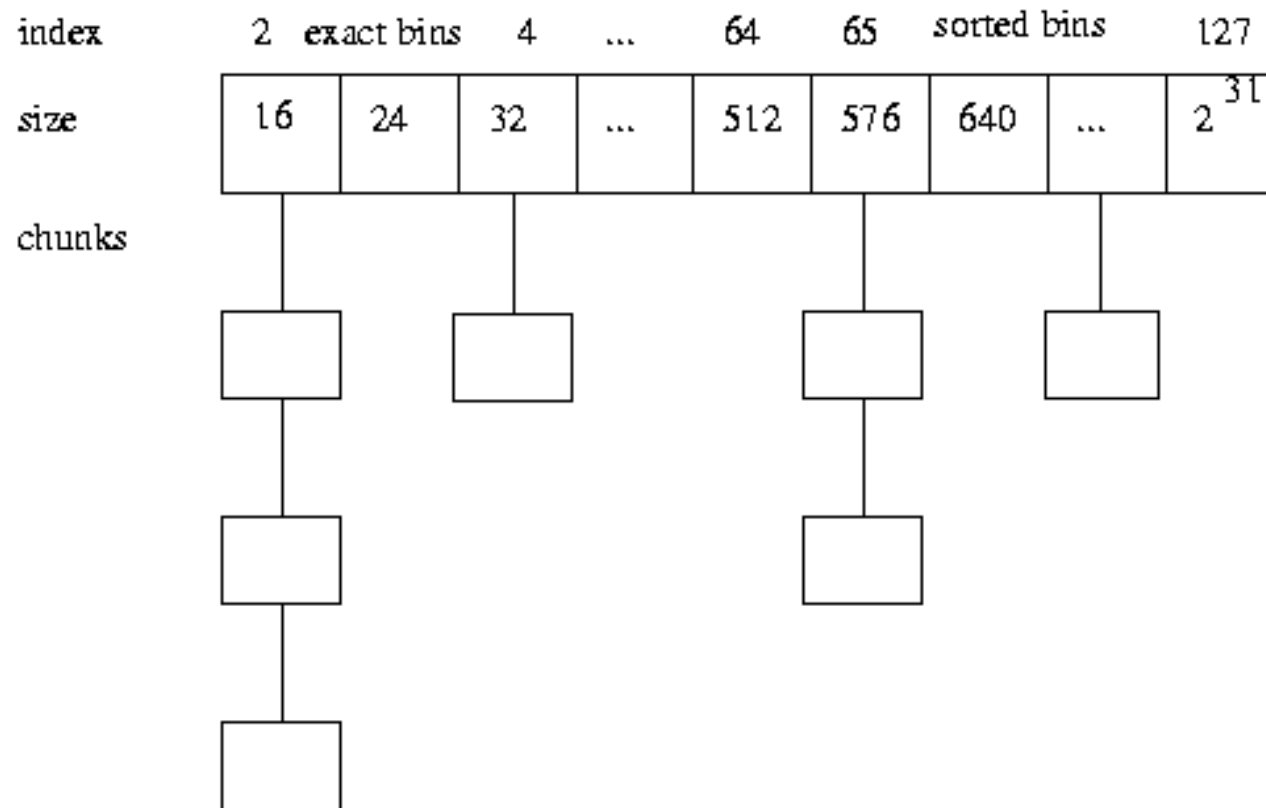 index 2 exact bins 4 ... 64 65 sorted bins 127
size 16 24 32 ... 512 576 640 ... 2 31
chunks